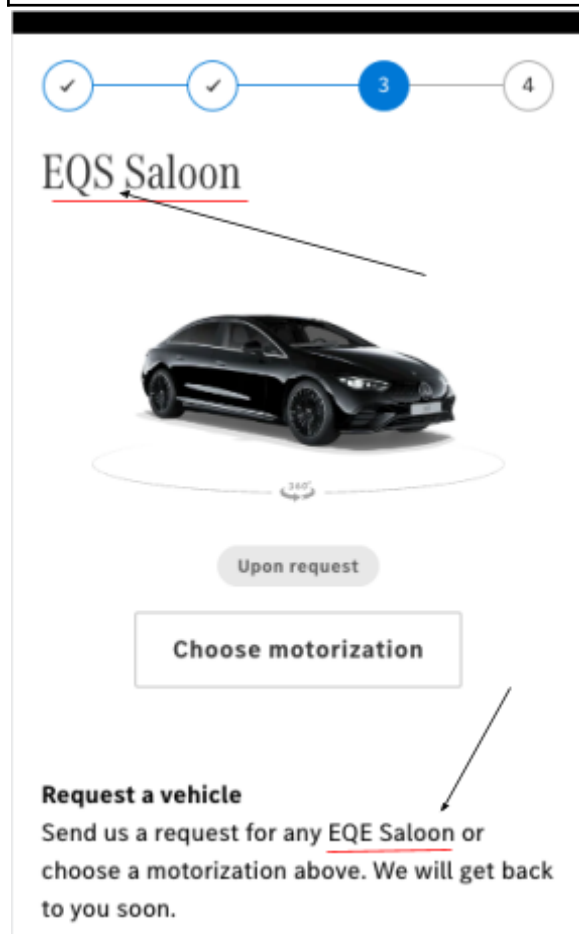 3 4
EQS Saloon
360°
Upon request
Choose motorization
Request a vehicle
Send us a request for any EQE Saloon or
choose a motorization above. We will get back
to you soon.